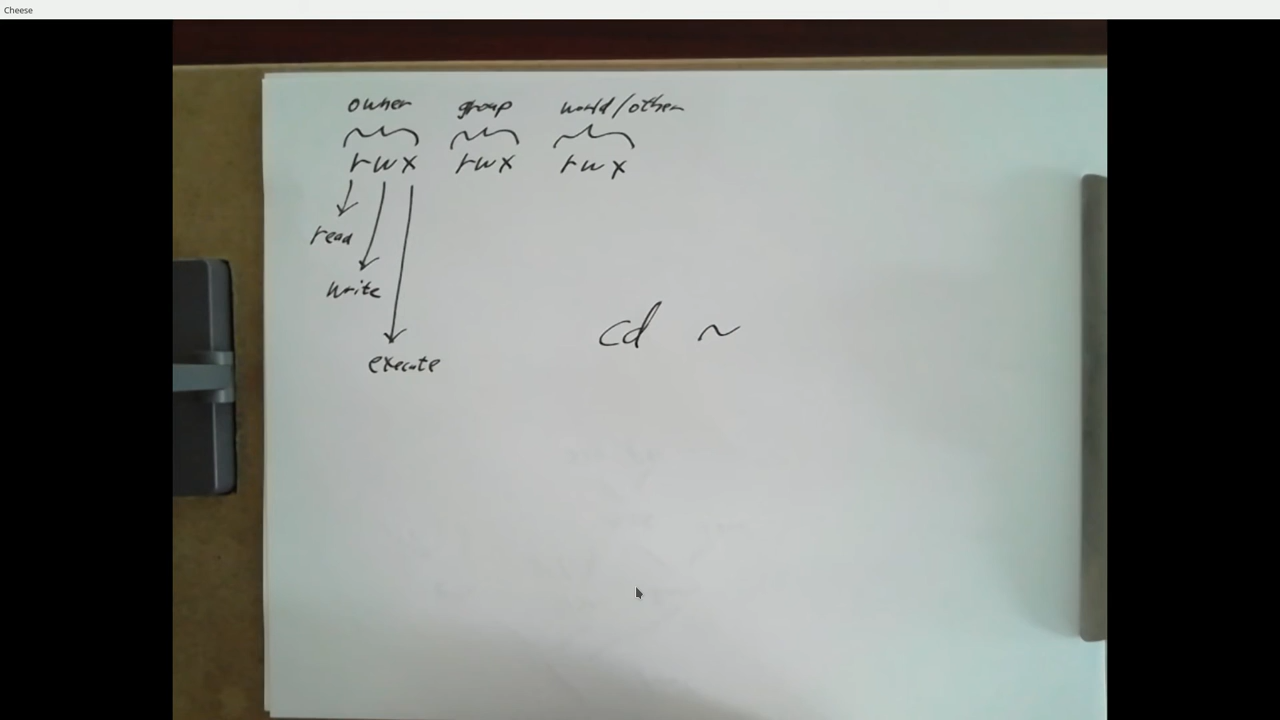 Cheese
owner group world/other
rwx rwx rwx
read
write
cd ~
execute